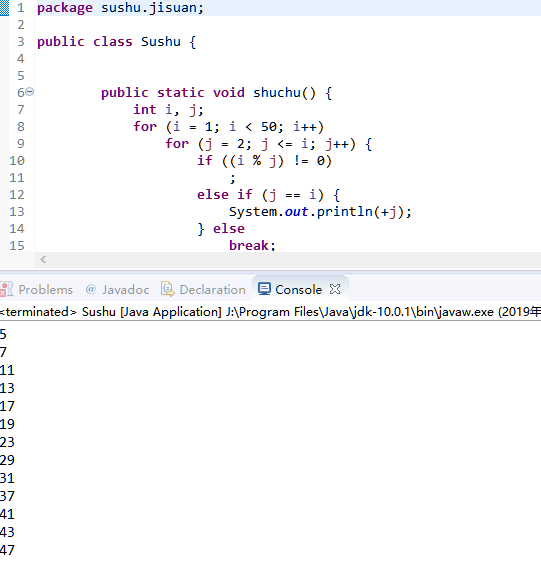 1 package sushu.jisuan;
2
3 public class Sushu {
4
5
6 public static void shuchu() {
7 int i, j;
8 for (i = 1; i < 50; i++)
9 for (j = 2; j <= i; j++) {
10 if ((i % j) != 0)
11 ;
12 else if (j == i) {
13 System.out.println(+j);
14 } else
15 break;
Problems @ Javadoc Declaration Console
<terminated> Sushu [Java Application] J:\Program Files\Java\jdk-10.0.1\bin\javaw.exe (2019年
5
7
11
13
17
19
23
29
31
37
41
43
47